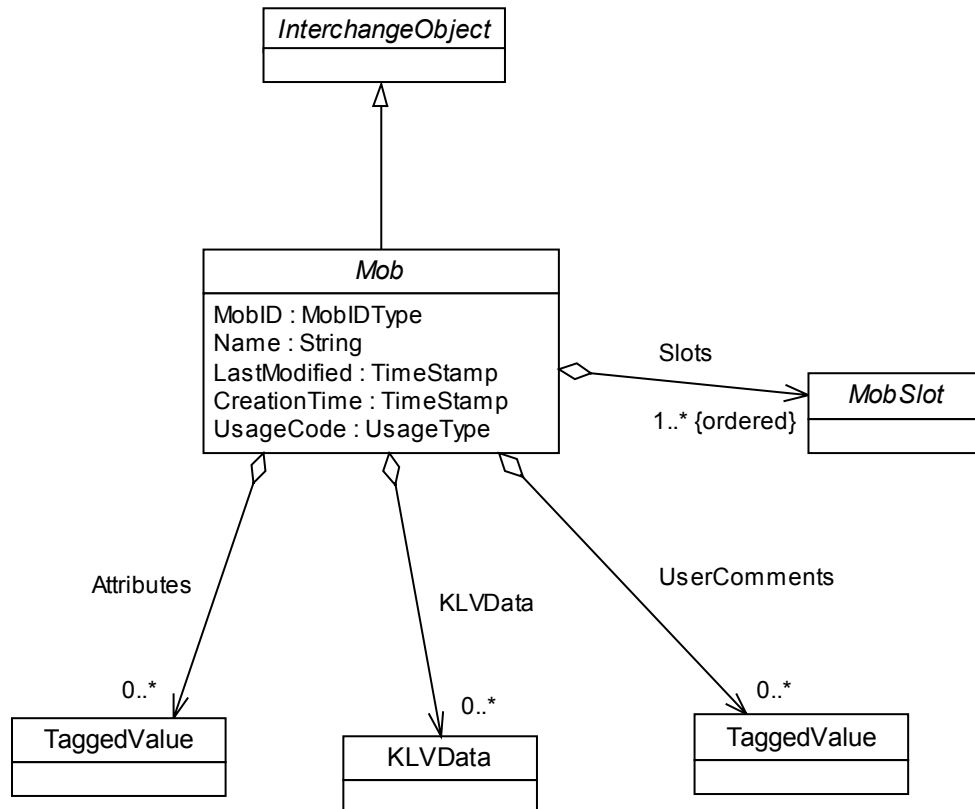 InterchangeObject
Mob
MobID : MobIDType
Name : String
LastModified : TimeStamp
CreationTime : TimeStamp
UsageCode : UsageType
Slots
MobSlot
1..* {ordered}
Attributes
KLVData
UserComments
0..*
0..*
0..*
TaggedValue
KLVData
TaggedValue